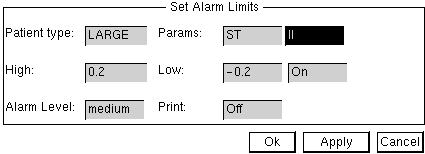 Set Alarm Limits
Patient type: LARGE Params: ST II
High: 0.2 Low: -0.2 On
Alarm Level: medium Print: Off
Ok Apply Cancel